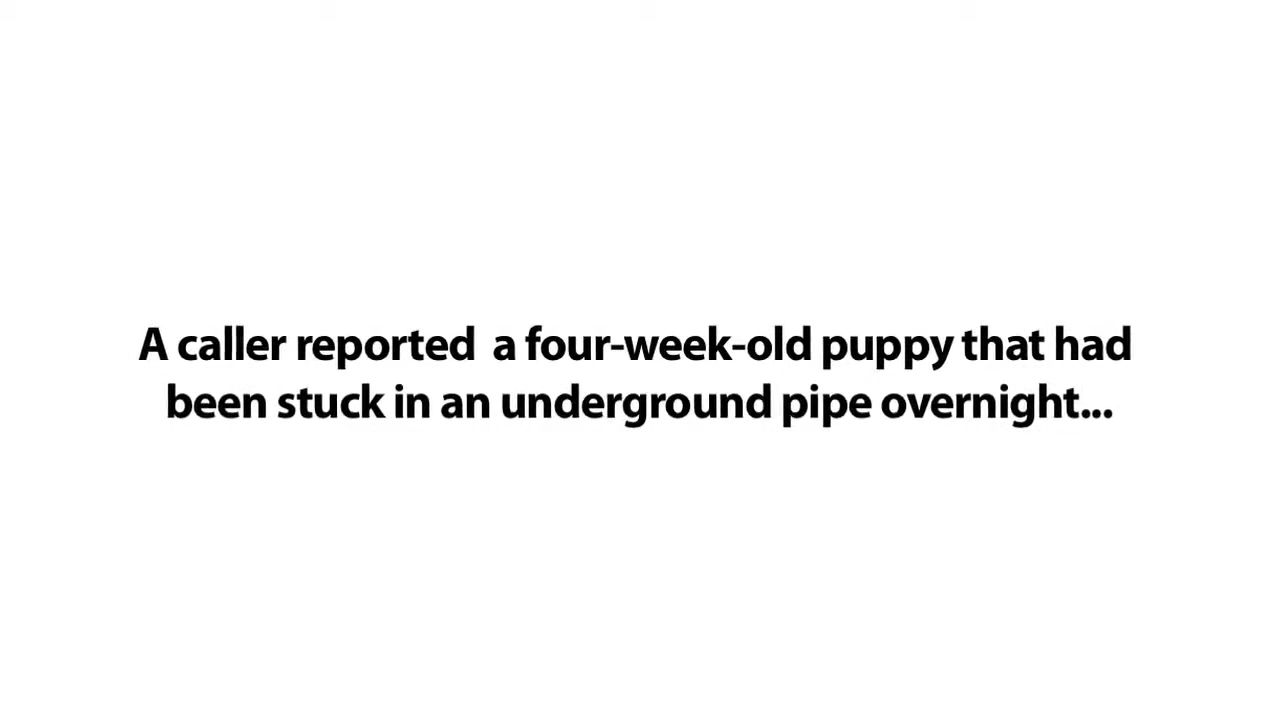 A caller reported  a four-week-old puppy that had
been stuck in an underground pipe overnight...